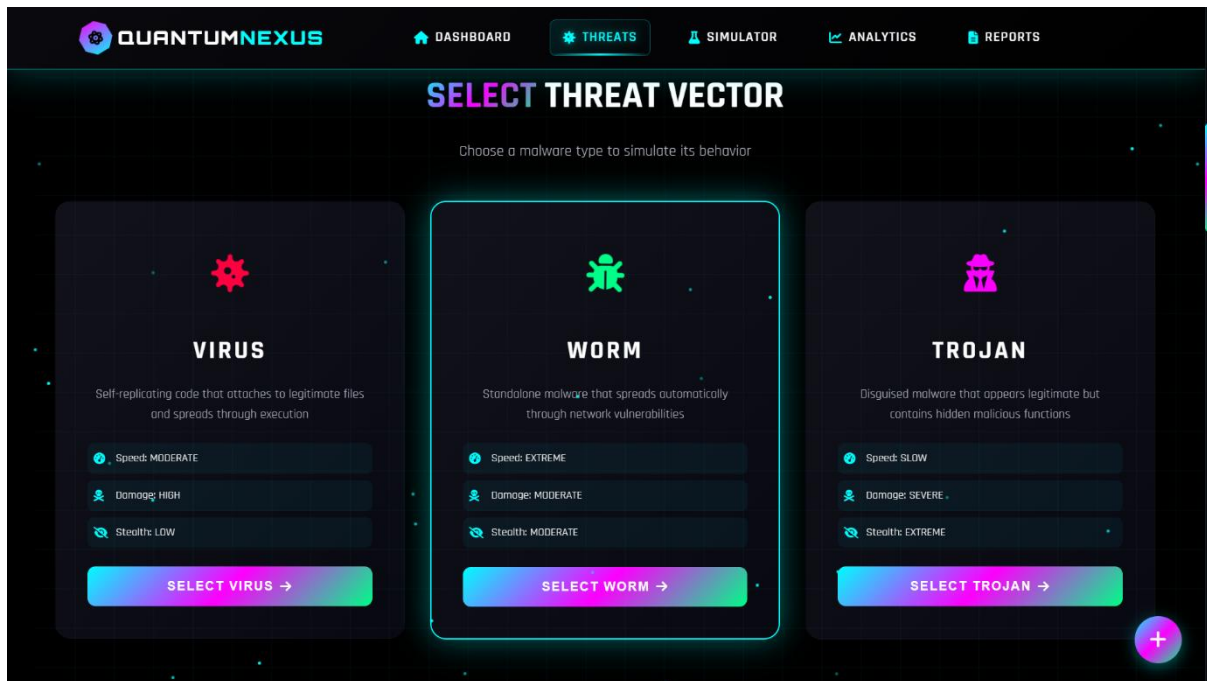 QUANTUMNEXUS
DASHBOARD
THREATS
SIMULATOR
ANALYTICS
REPORTS
SELECT THREAT VECTOR
Choose a malware type to simulate its behavior
VIRUS
Self-replicating code that attaches to legitimate files
and spreads through execution
Speed: MODERATE
Damage: HIGH
Stealth: LOW
SELECT VIRUS →
WORM
Standalone malware that spreads automatically
through network vulnerabilities
Speed: EXTREME
Damage: MODERATE
Stealth: MODERATE
SELECT WORM →
TROJAN
Disguised malware that appears legitimate but
contains hidden malicious functions
Speed: SLOW
Damage: SEVERE
Stealth: EXTREME
SELECT TROJAN →
+